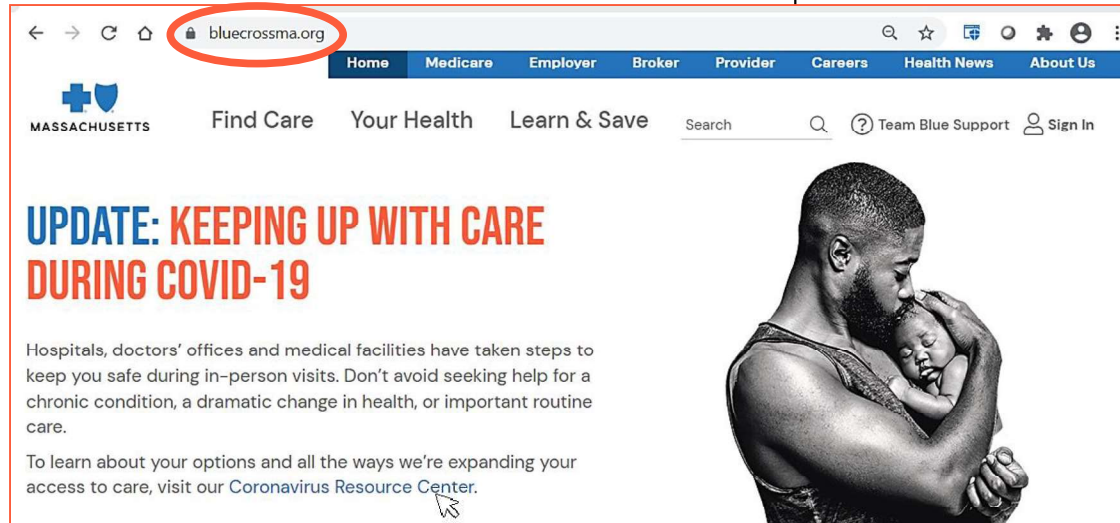 bluecrossma.org
Home Medicare Employer Broker Provider Careers Health News About Us
MASSACHUSETTS
Find Care Your Health Learn & Save Search Team Blue Support Sign In
UPDATE: KEEPING UP WITH CARE
DURING COVID-19
Hospitals, doctors' offices and medical facilities have taken steps to
keep you safe during in-person visits. Don't avoid seeking help for a
chronic condition, a dramatic change in health, or important routine
care.
To learn about your options and all the ways we're expanding your
access to care, visit our Coronavirus Resource Center.